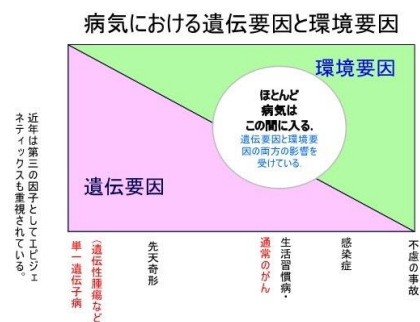 病気における遺伝要因と環境要因
環境要因
ほとんど
病気は
この間に入る.
遺伝要因と環境要
因の両方の影響を
受けている.
遺伝要因
近年は第三の因子としてエピジェ
ネティックスも重視されている。
単一遺伝子病
(遺伝性腫瘍など
先天奇形
通常のがん
生活習慣病・
感染症
不慮の事故